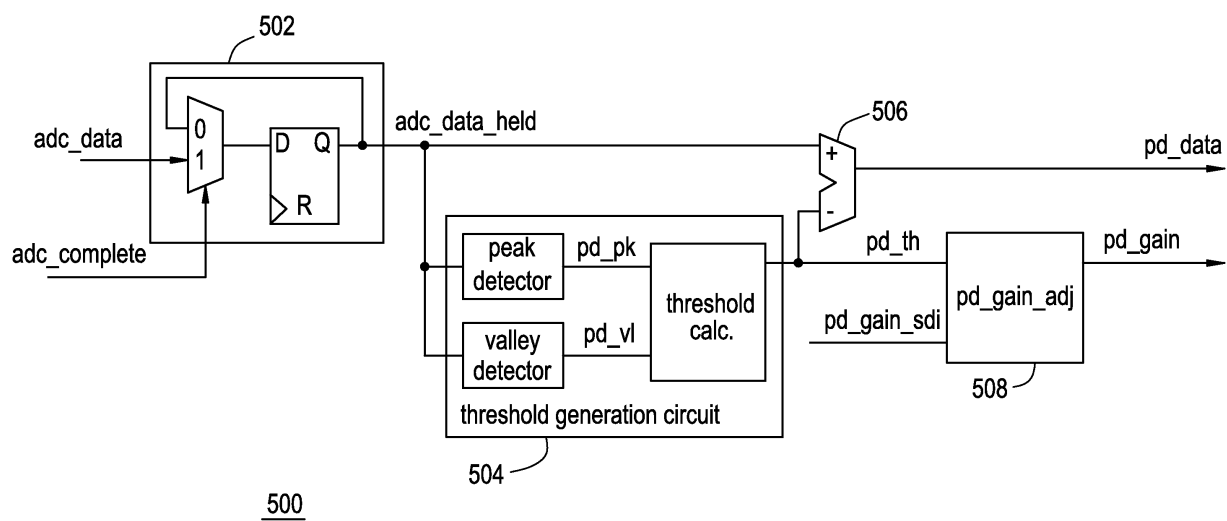 502
506
adc_data
0
1
D Q
R
adc_data_held
+
-
pd_data
adc_complete
peak
detector
pd_pk
valley
detector
pd_vl
threshold
calc.
threshold generation circuit
504
pd_th
pd_gain_sdi
pd_gain_adj
pd_gain
508
500